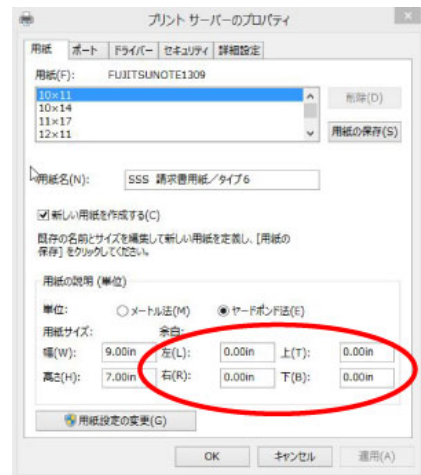 プリント サーバーのプロパティ
用紙 ポート ドライバー セキュリティ 詳細設定
用紙(F): FUJITSUNOTE1309
10×11
10×14
11×17
12×11
削除(D)
用紙の保存(S)
用紙名(N): SSS 請求書用紙/タイプ6
新しい用紙を作成する(C)
既存の名前とサイズを編集して新しい用紙を定義し、[用紙の
保存] をクリックしてください。
用紙の説明 (単位)
単位: メートル法(M) ヤードポンド法(E)
用紙サイズ: 余白:
幅(W): 9.00in 左(L): 0.00in 上(T): 0.00in
高さ(H): 7.00in 右(R): 0.00in 下(B): 0.00in
用紙設定の変更(G)
OK キャンセル 適用(A)